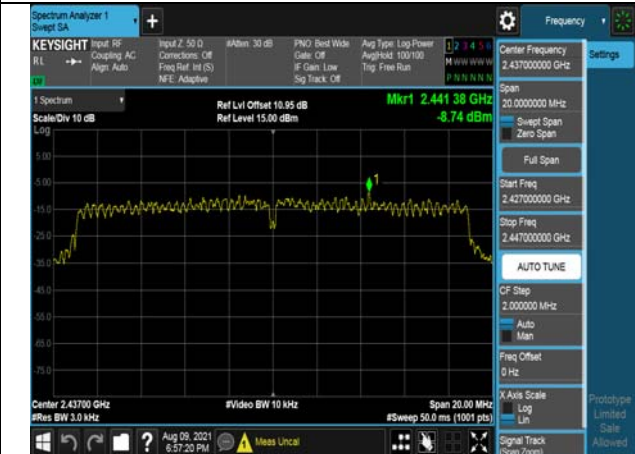 Spectrum Analyzer 1
Swept SA
+
Frequency
KEYSIGHT
RL
Input: RF
Coupling: AC
Align: Auto
Input Z: 50 Ω
Corrections: Off
Freq Ref: Int (S)
NFE: Adaptive
#Atten: 30 dB
PNO: Best Wide
Gate: Off
IF Gain: Low
Sig Track: Off
Avg Type: Log-Power
Avg|Hold: 100/100
Trig: Free Run
1 2 3 4 5 6
M W W W W W
P N N N N N
1 Spectrum
Scale/Div 10 dB
Log
Ref Lvl Offset 10.95 dB
Ref Level 15.00 dBm
Mkr1 2.441 38 GHz
-8.74 dBm
5.00
-5.00
-15.0
-25.0
-35.0
-45.0
-55.0
-65.0
-75.0
1
Center 2.43700 GHz
#Res BW 3.0 kHz
#Video BW 10 kHz
Span 20.00 MHz
#Sweep 50.0 ms (1001 pts)
Center Frequency
2.437000000 GHz
Settings
Span
20.0000000 MHz
Swept Span
Zero Span
Full Span
Start Freq
2.427000000 GHz
Stop Freq
2.447000000 GHz
AUTO TUNE
CF Step
2.000000 MHz
Auto
Man
Freq Offset
0 Hz
X Axis Scale
Log
Lin
Signal Track
(Span Zoom)
Prototype
Limited
Sale
Allowed
?
Aug 09, 2021
6:57:20 PM
Meas Uncal